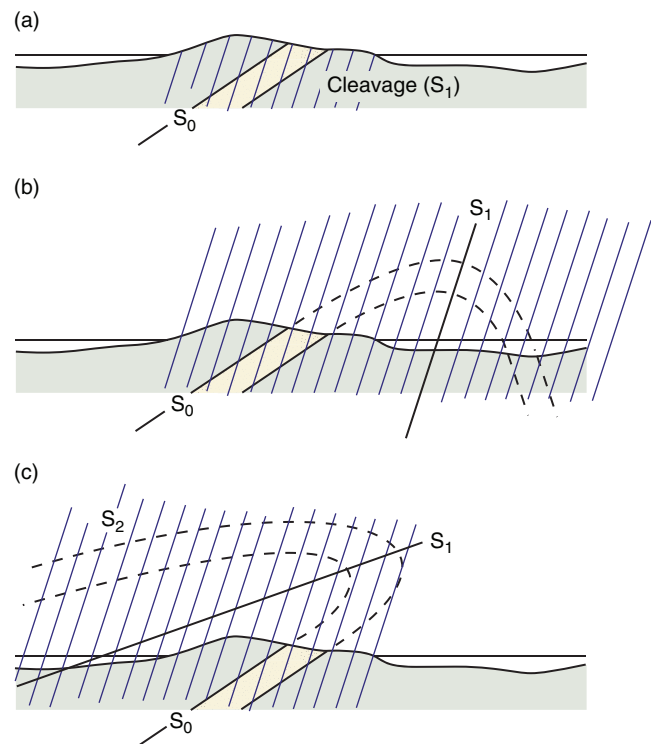 (a)
Cleavage (S₁)
S₀
(b)
S₁
S₀
(c)
S₂
S₁
S₀